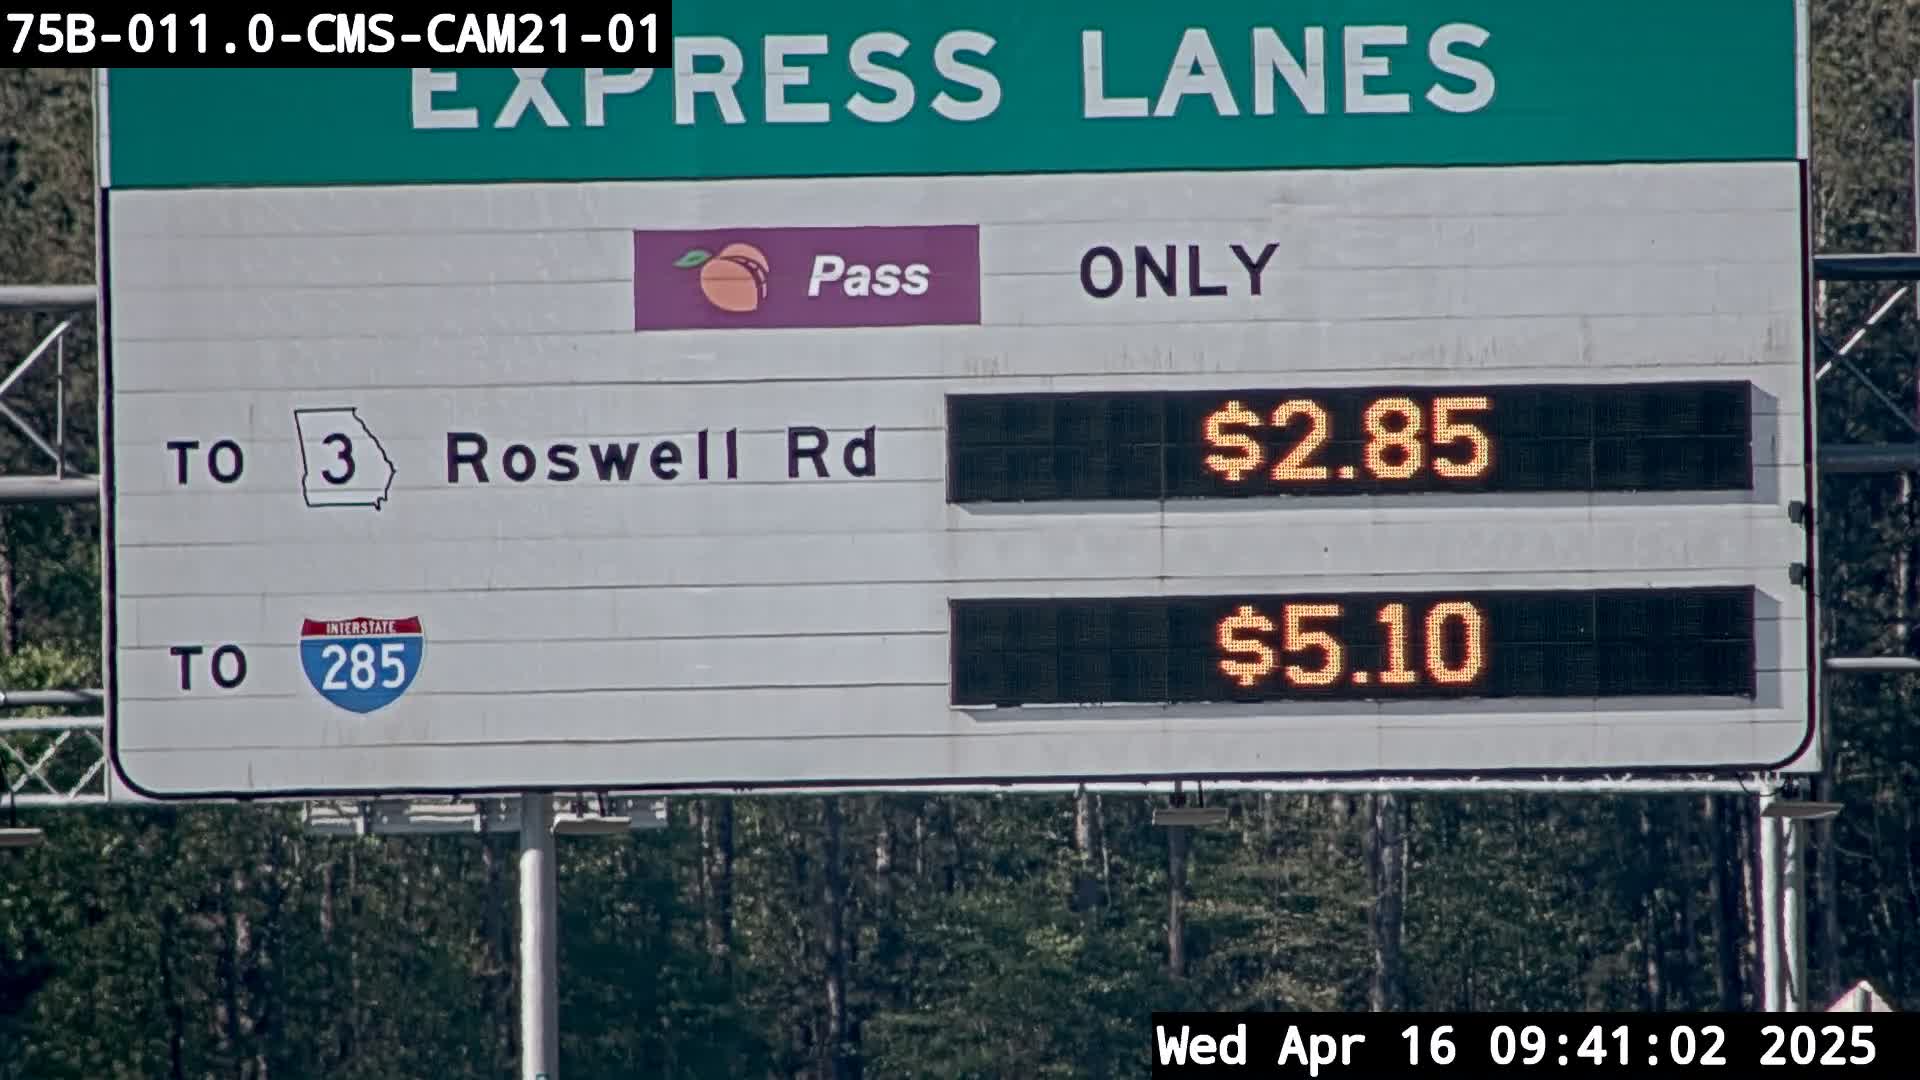 75B-011.0-CMS-CAM21-01
EXPRESS LANES
Pass ONLY
TO 3 Roswell Rd $2.85
TO INTERSTATE 285 $5.10
Wed Apr 16 09:41:02 2025